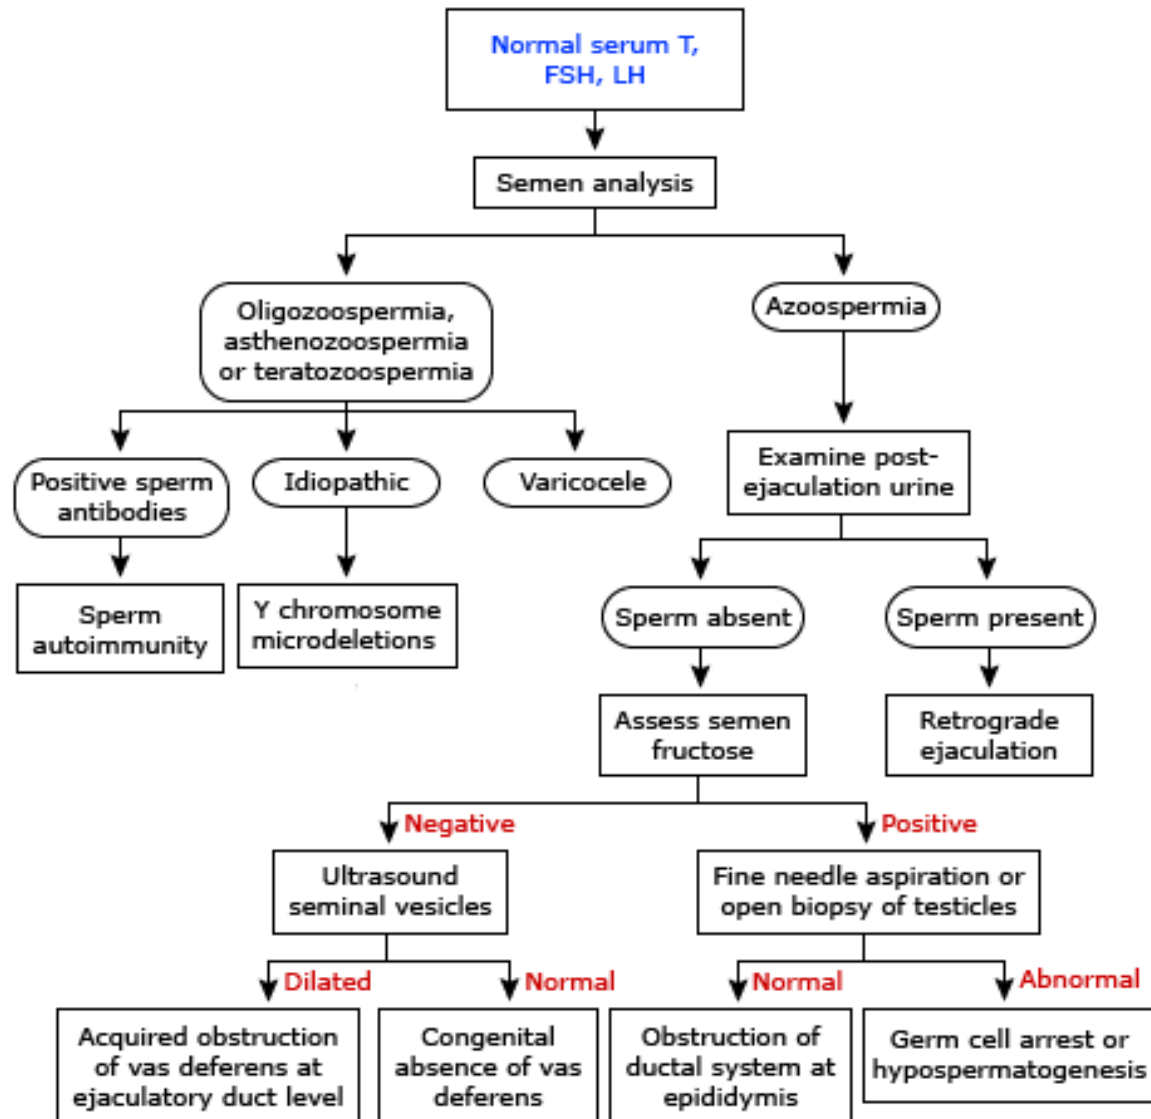 Normal serum T,
FSH, LH
Semen analysis
Oligozoospermia,
asthenozoospermia
or teratozoospermia
Azoospermia
Positive sperm
antibodies
Idiopathic
Varicocele
Examine post-
ejaculation urine
Sperm
autoimmunity
Y chromosome
microdeletions
Sperm absent
Sperm present
Assess semen
fructose
Retrograde
ejaculation
Negative
Positive
Ultrasound
seminal vesicles
Fine needle aspiration or
open biopsy of testicles
Dilated
Normal
Normal
Abnormal
Acquired obstruction
of vas deferens at
ejaculatory duct level
Congenital
absence of vas
deferens
Obstruction of
ductal system at
epididymis
Germ cell arrest or
hypospermatogenesis